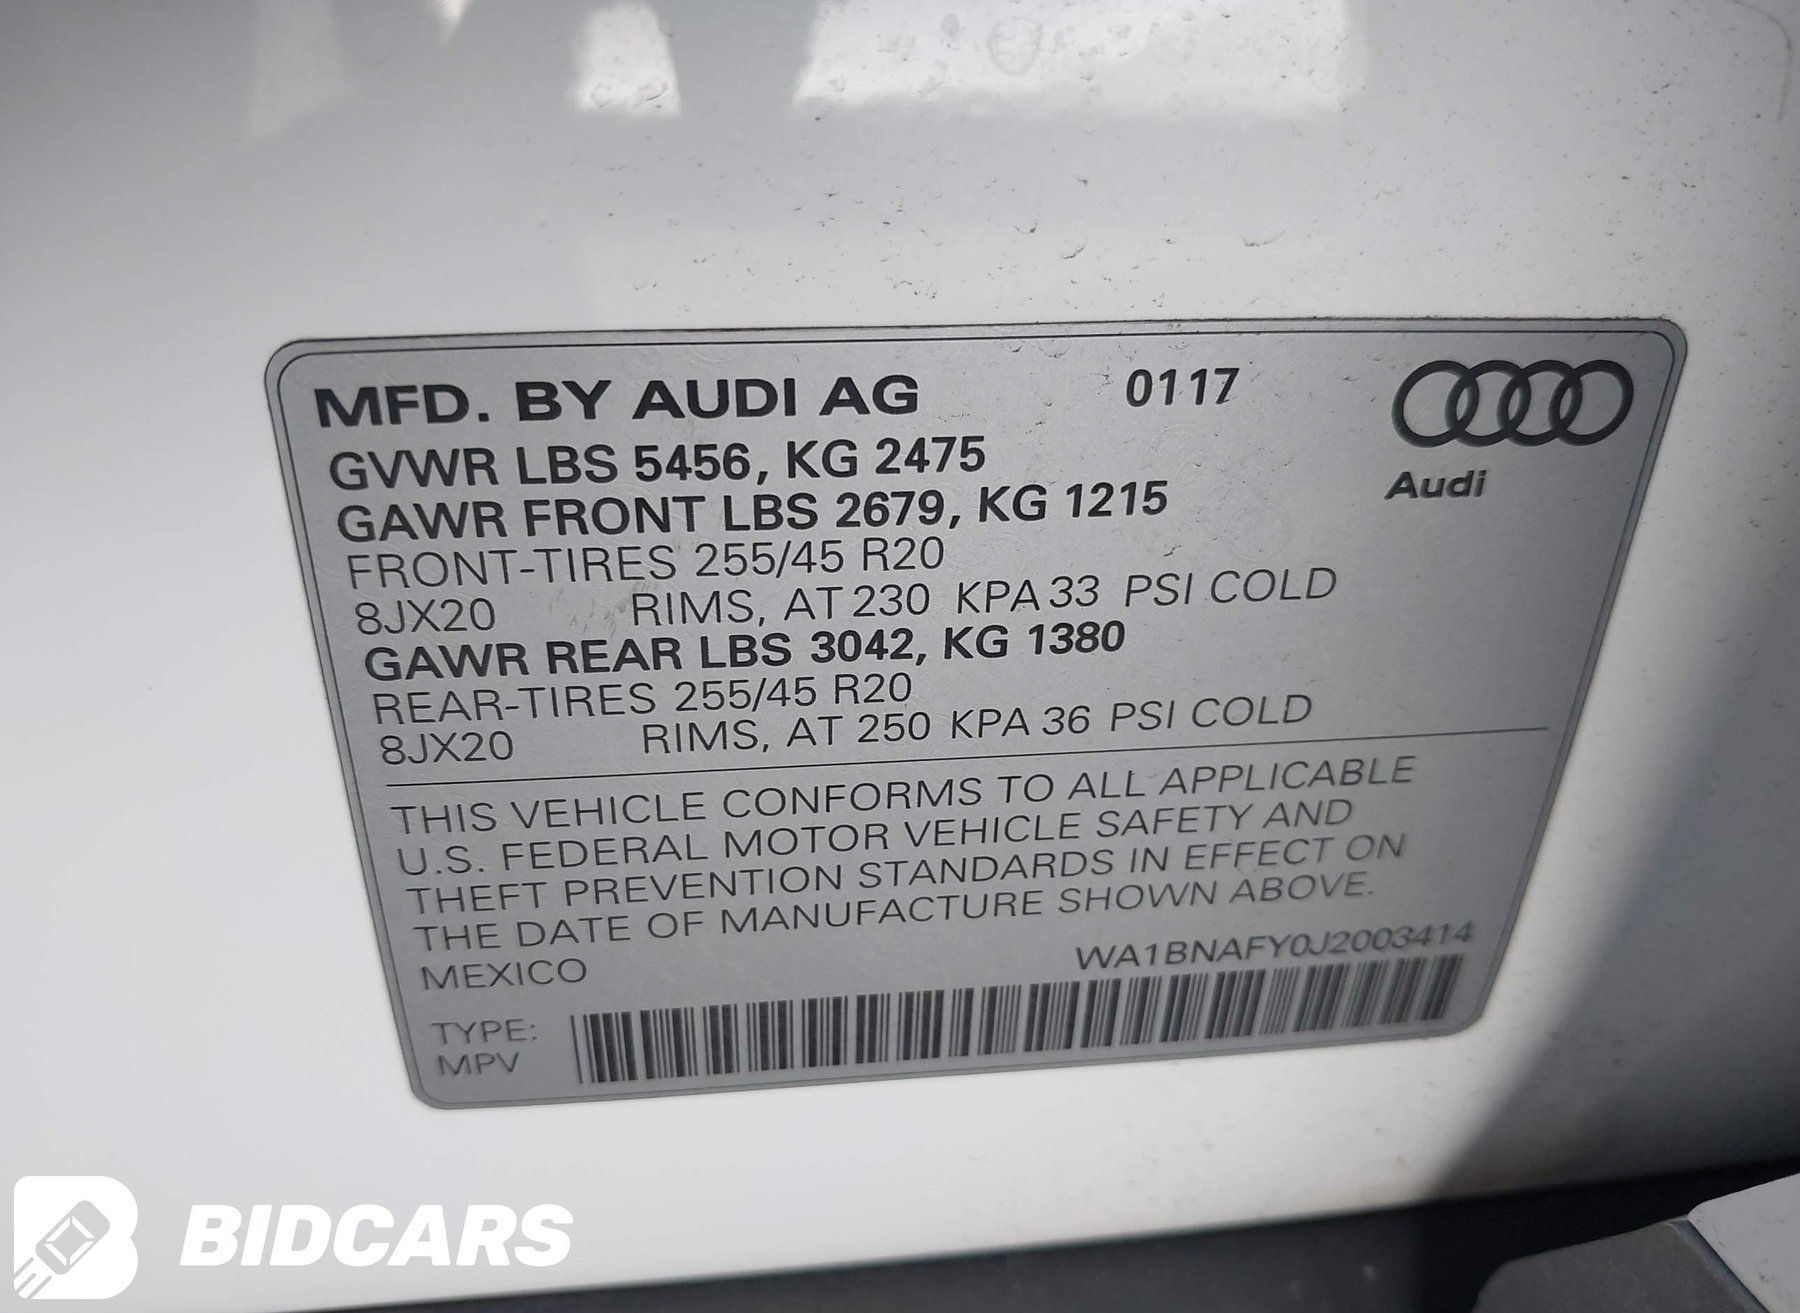 MFD. BY AUDI AG 0117
GVWR LBS 5456, KG 2475
Audi
GAWR FRONT LBS 2679, KG 1215
FRONT-TIRES 255/45 R20
8JX20 RIMS, AT 230 KPA 33 PSI COLD
GAWR REAR LBS 3042, KG 1380
REAR-TIRES 255/45 R20
8JX20 RIMS, AT 250 KPA 36 PSI COLD
THIS VEHICLE CONFORMS TO ALL APPLICABLE
U.S. FEDERAL MOTOR VEHICLE SAFETY AND
THEFT PREVENTION STANDARDS IN EFFECT ON
THE DATE OF MANUFACTURE SHOWN ABOVE.
MEXICO WA1BNAFY0J2003414
TYPE:
MPV
BIDCARS